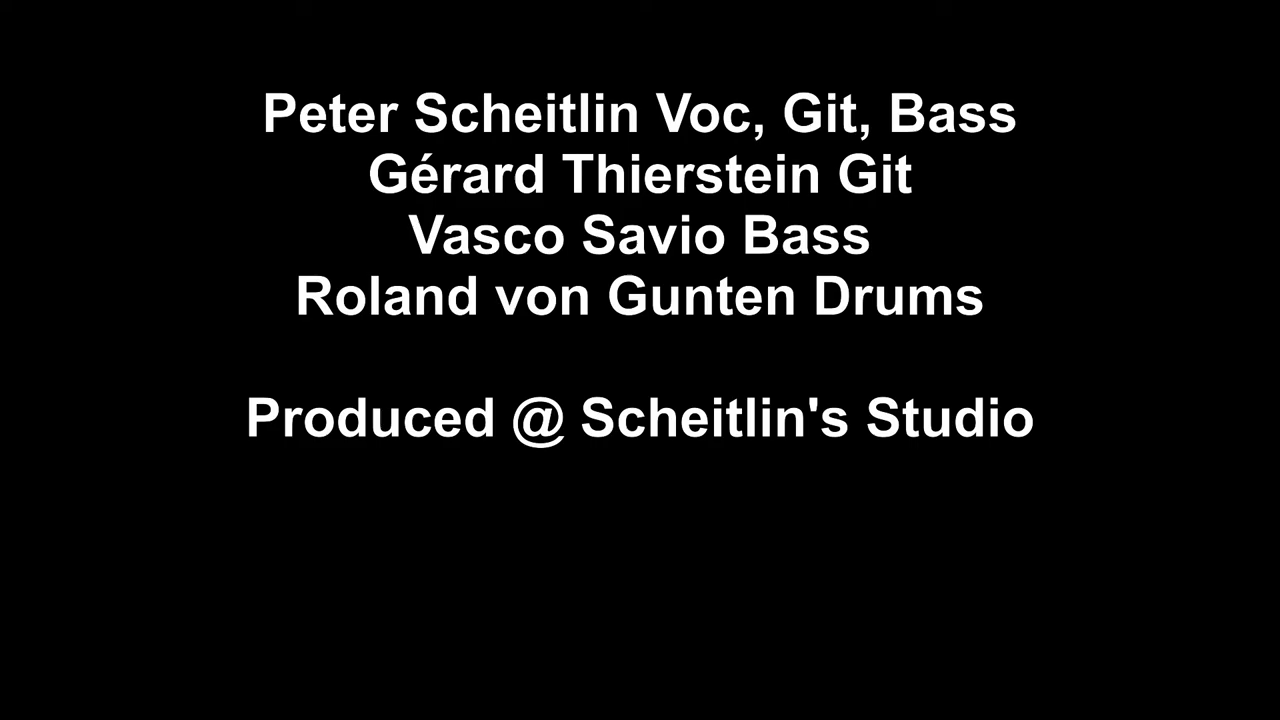 Peter Scheitlin Voc, Git, Bass
Gérard Thierstein Git
Vasco Savio Bass
Roland von Gunten Drums
Produced @ Scheitlin's Studio